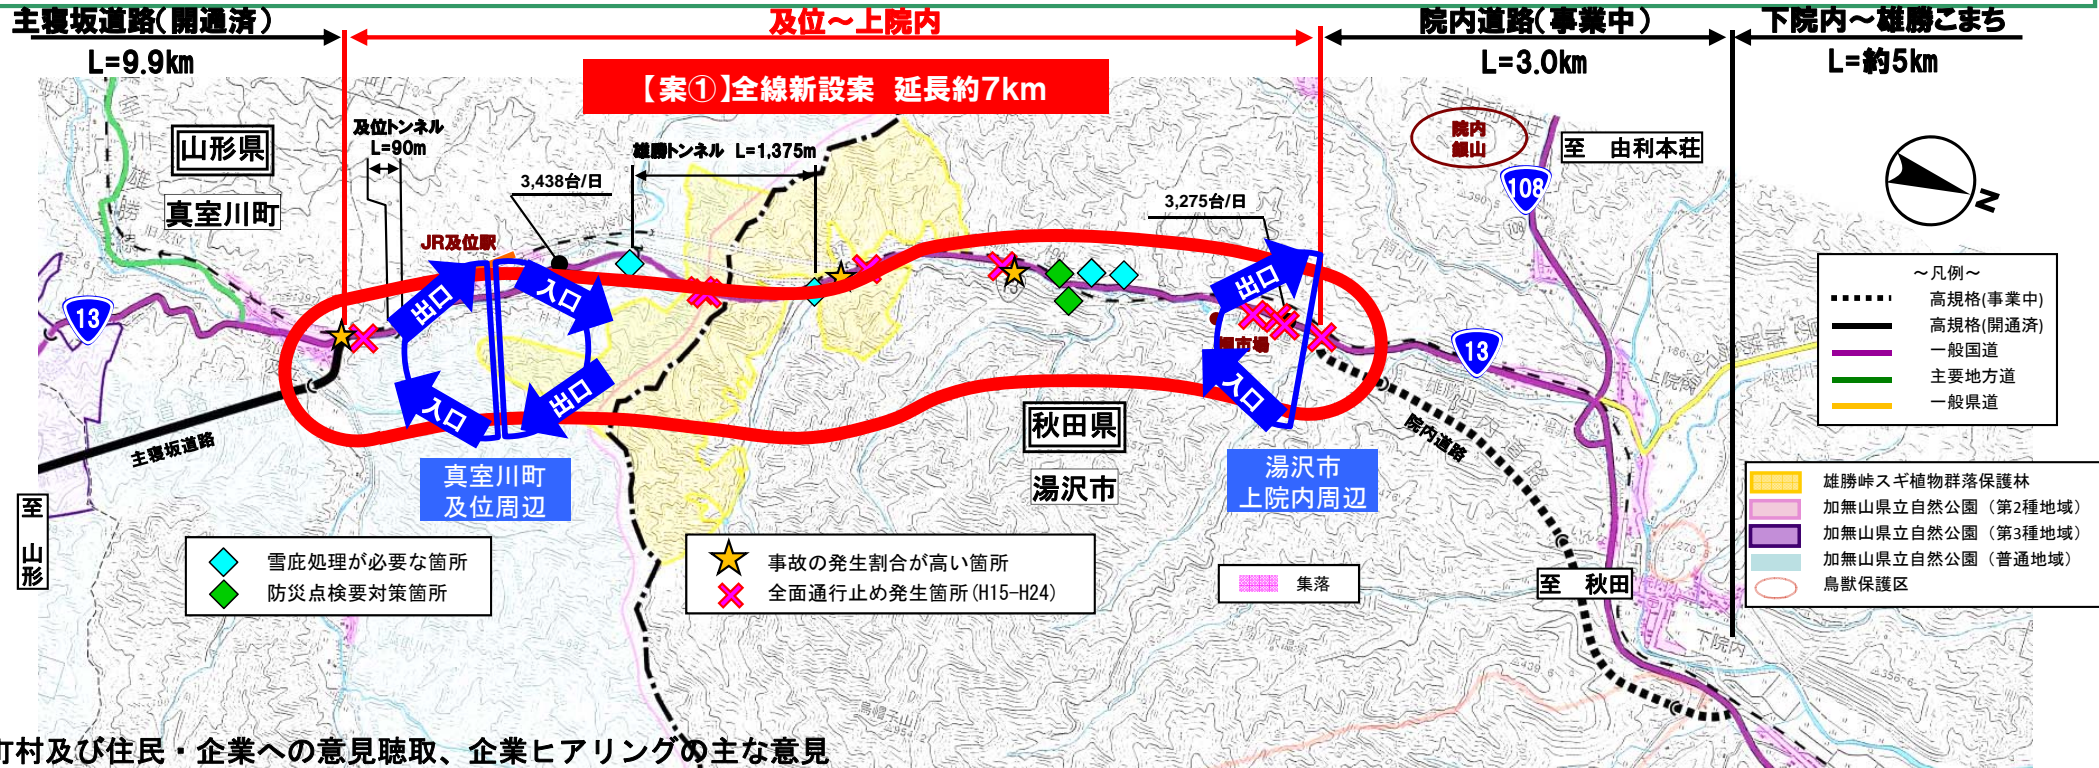 主寝坂道路(開通済)
L=9.9km
及位～上院内
院内道路(事業中)
L=3.0km
下院内～雄勝こまち
L=約5km
【案①】全線新設案 延長約7km
山形県
真室川町
及位トンネル
L=90m
3,438台/日
雄勝トンネル L=1,375m
3,275台/日
院内
銀山
至 由利本荘
108
N
JR及位駅
13
出口
入口
入口
出口
出口
入口
13
主寝坂道路
院内道路
秋田県
湯沢市
真室川町
及位周辺
湯沢市
上院内周辺
至 山形
至 秋田
～凡例～
高規格(事業中)
高規格(開通済)
一般国道
主要地方道
一般県道
雄勝峠スギ植物群落保護林
加無山県立自然公園（第2種地域）
加無山県立自然公園（第3種地域）
加無山県立自然公園（普通地域）
鳥獣保護区
雪庇処理が必要な箇所
防災点検要対策箇所
事故の発生割合が高い箇所
全面通行止め発生箇所(H15-H24)
集落
上院内
下院内
町村及び住民・企業への意見聴取、企業ヒアリングの主な意見